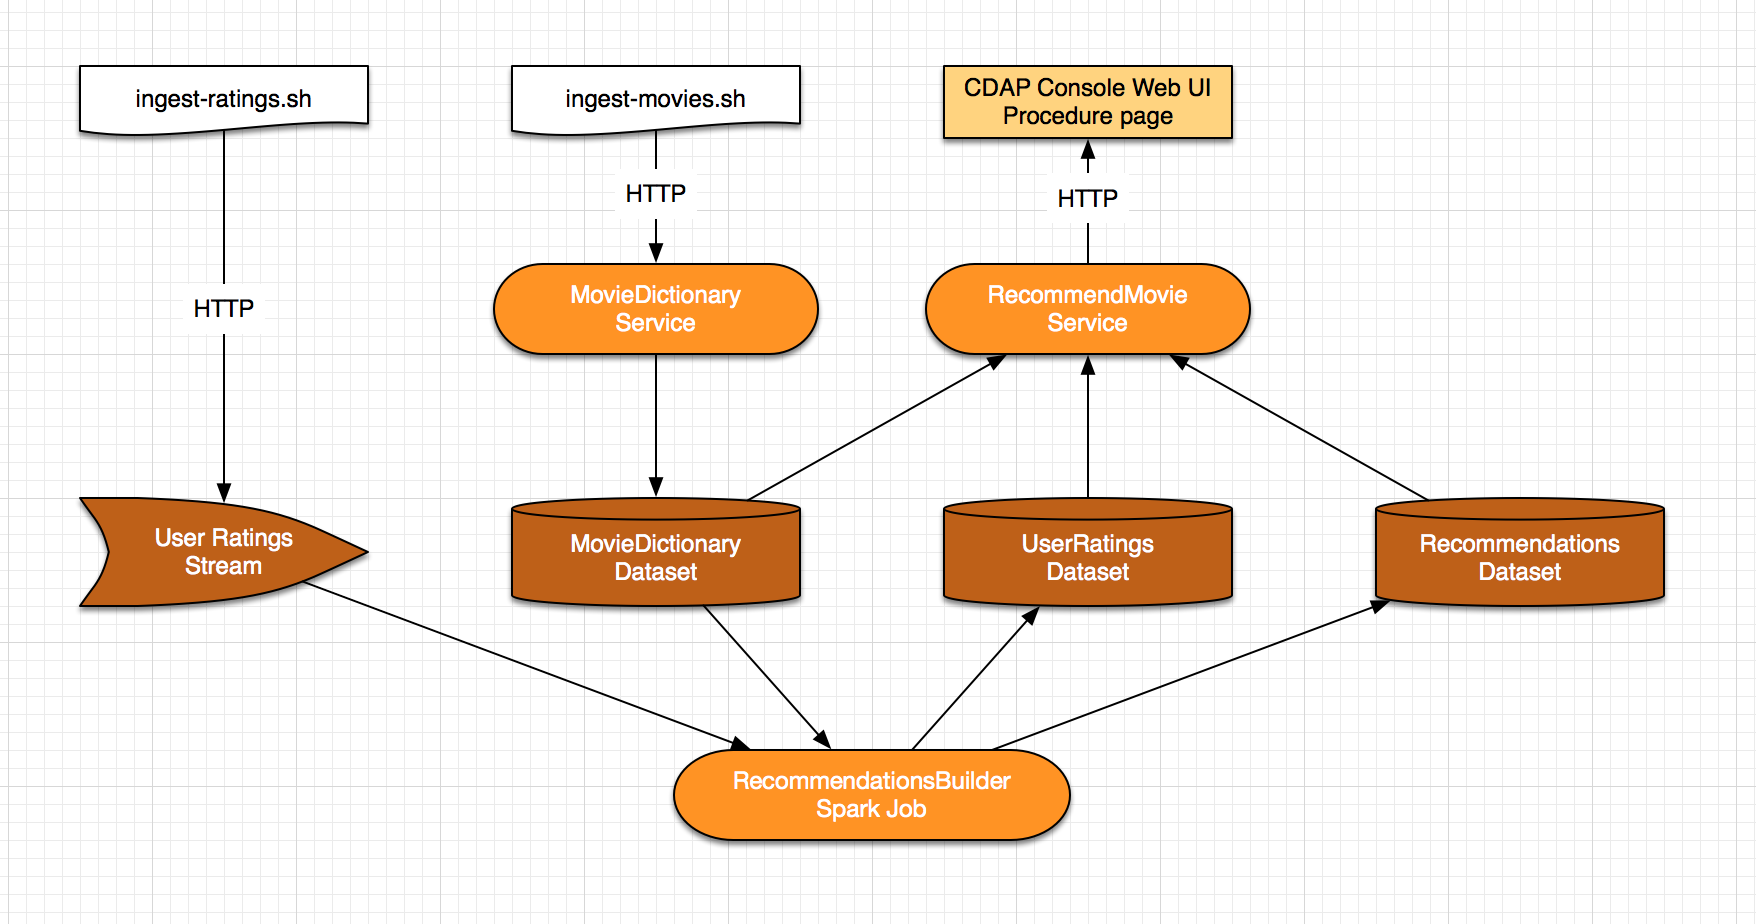 ingest-ratings.sh
ingest-movies.sh
CDAP Console Web UI
Procedure page
HTTP
HTTP
HTTP
MovieDictionary
Service
RecommendMovie
Service
User Ratings
Stream
MovieDictionary
Dataset
UserRatings
Dataset
Recommendations
Dataset
RecommendationsBuilder
Spark Job